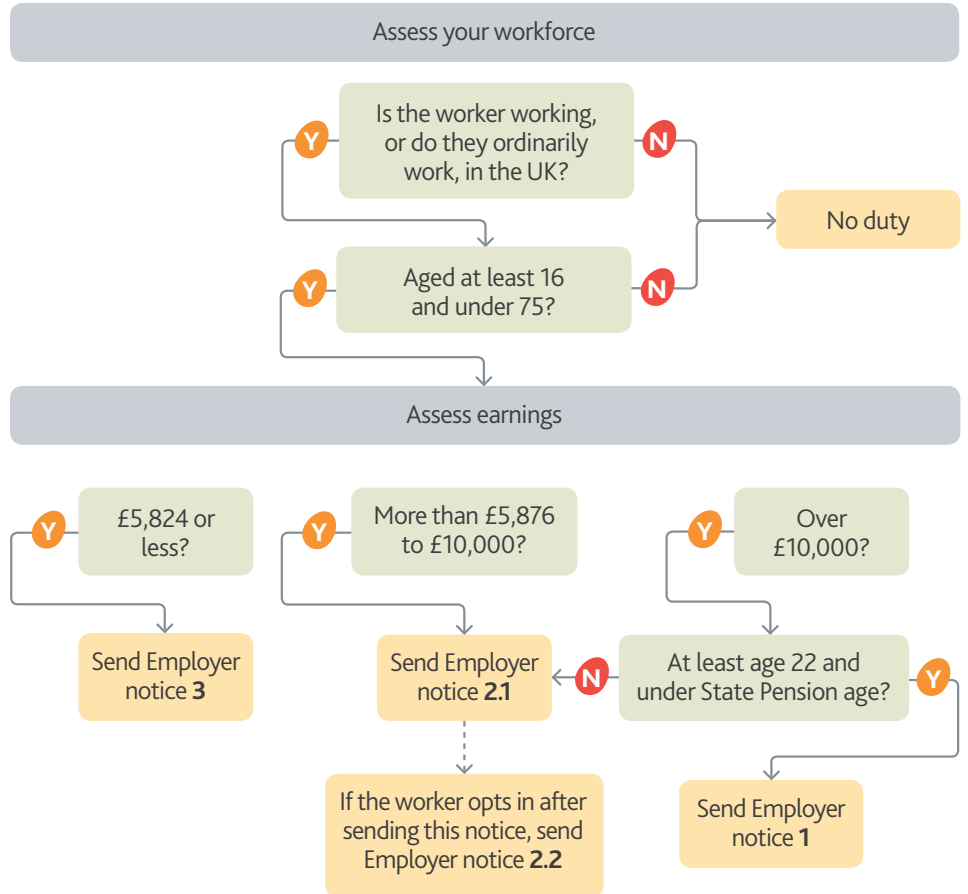 Assess your workforce
Is the worker working,
or do they ordinarily
work, in the UK?
Y
N
No duty
Aged at least 16
and under 75?
Y
N
Assess earnings
Y
£5,824 or
less?
Y
More than £5,876
to £10,000?
Y
Over
£10,000?
Send Employer
notice 3
Send Employer
notice 2.1
N
At least age 22 and
under State Pension age?
Y
If the worker opts in after
sending this notice, send
Employer notice 2.2
Send Employer
notice 1